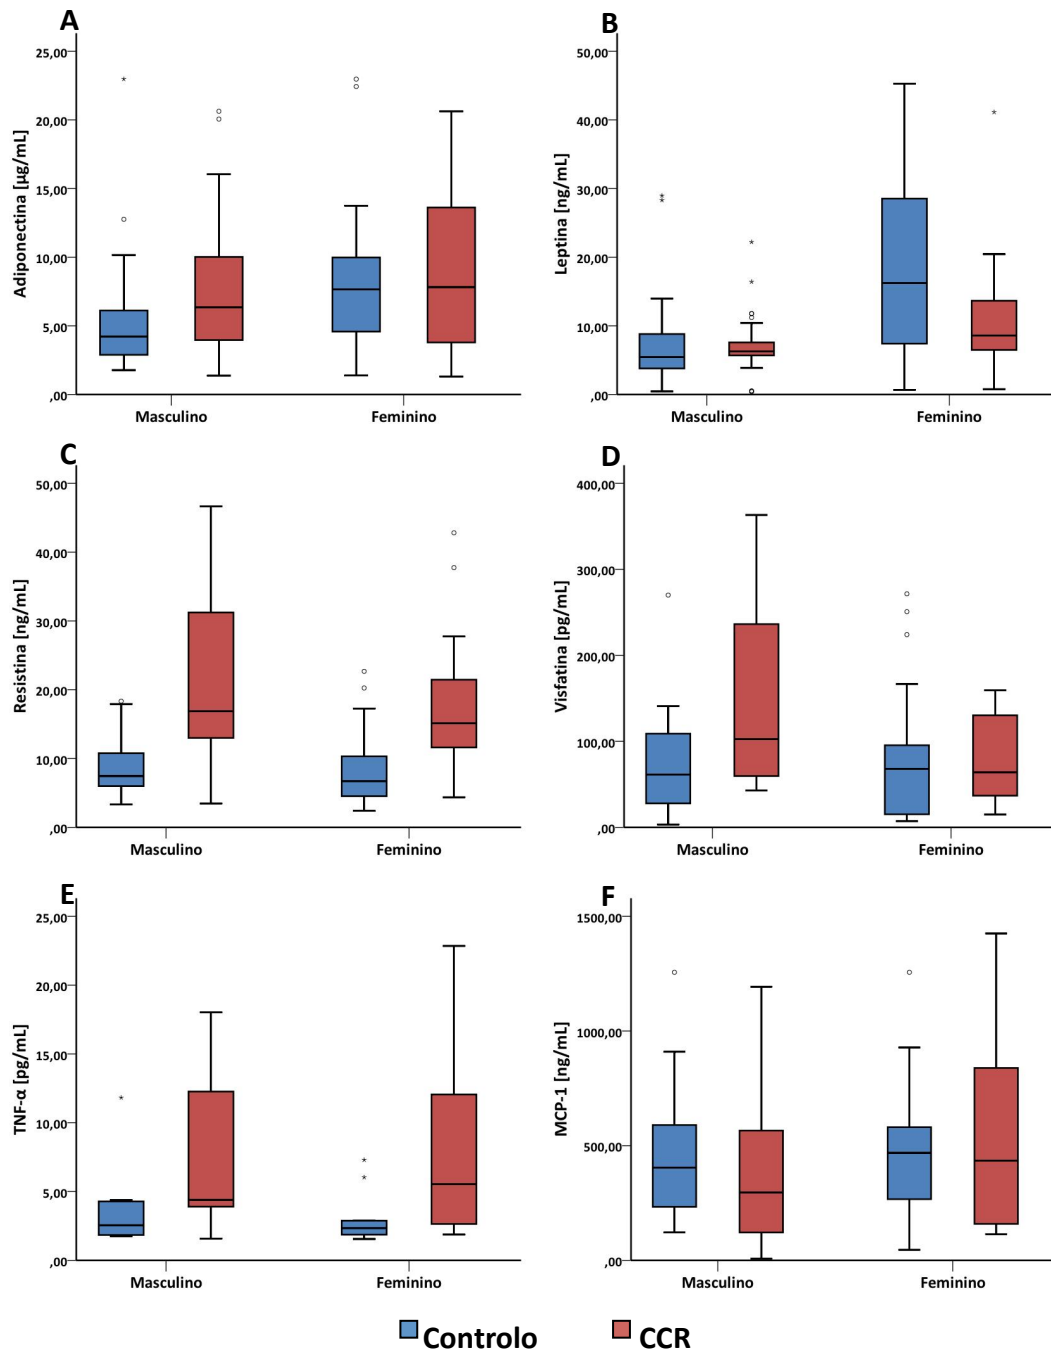 A
Adiponectina [µg/mL]
25,00
20,00
15,00
10,00
5,00
,00
Masculino
Feminino
B
Leptina [ng/mL]
50,00
40,00
30,00
20,00
10,00
,00
Masculino
Feminino
C
Resistina [ng/mL]
50,00
40,00
30,00
20,00
10,00
,00
Masculino
Feminino
D
Visfatina [pg/mL]
400,00
300,00
200,00
100,00
,00
Masculino
Feminino
E
TNF-α [pg/mL]
25,00
20,00
15,00
10,00
5,00
,00
Masculino
Feminino
F
MCP-1 [ng/mL]
1500,00
1000,00
500,00
,00
Masculino
Feminino
Controlo
CCR